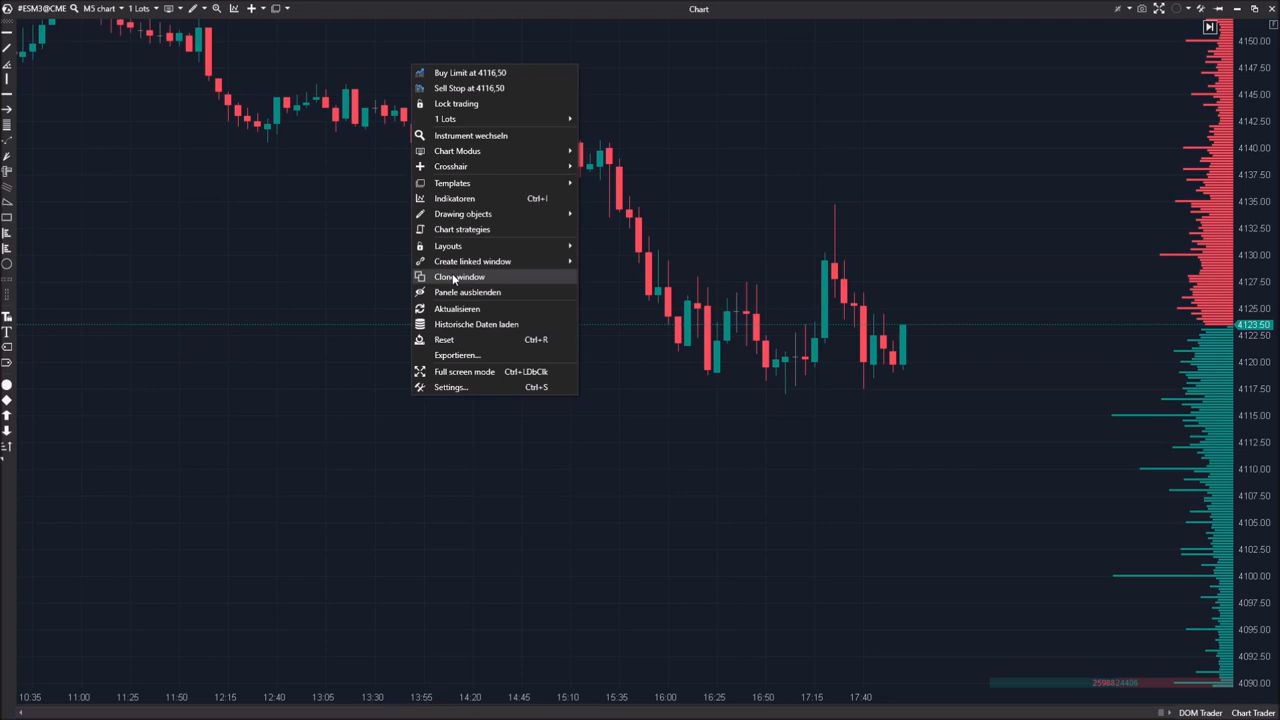 #ESM3@CME M5 chart 1 Lots Chart
Limit at 4116,50
Sell Stop at 4116,50
Lock trading
1 Lots
Instrument wechseln
Chart Modus
Crosshair
Templates
Indikatoren Ctrl+I
Drawing objects
Chart strategies
Layouts
Create linked window
Clone window
Panele ausblenden
Aktualisieren
Historische Daten
Reset Ctrl+R
Exportieren...
Full screen mode Ctrl+LDbClk
Settings... Ctrl+S
4150.00
4147.50
4145.00
4142.50
4140.00
4137.50
4135.00
4132.50
4130.00
4127.50
4125.00
4123.50
4122.50
4120.00
4117.50
4115.00
4112.50
4110.00
4107.50
4105.00
4102.50
4100.00
4097.50
4095.00
4092.50
4090.00
2598824406
10:35 11:00 11:25 11:50 12:15 12:40 13:05 13:30 13:55 14:20 15:10 15:35 16:00 16:25 16:50 17:15 17:40
DOM Trader Chart Trader